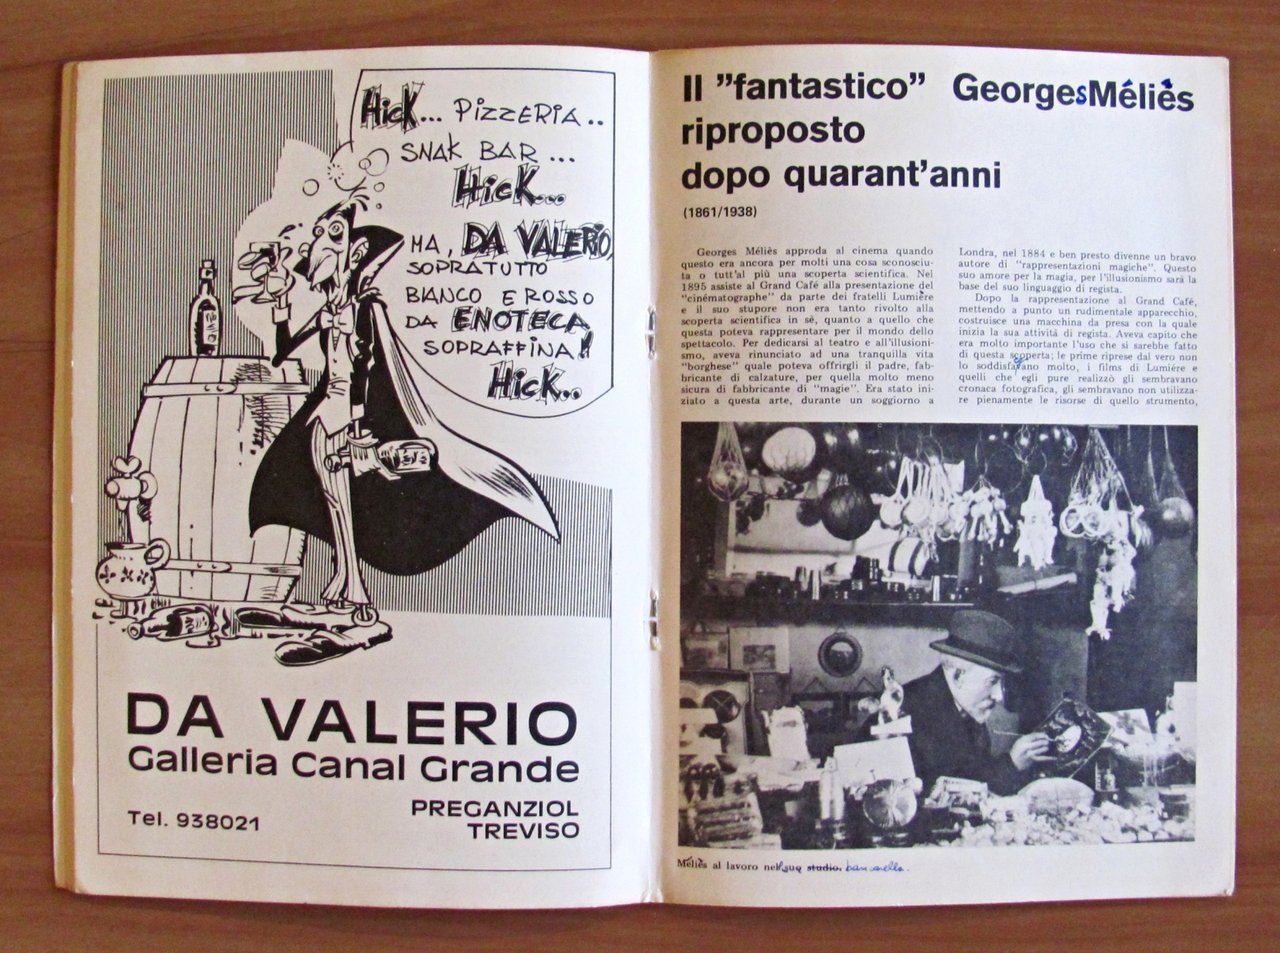 Hick... PIZZERIA..
SNAK BAR...
Hick...
MA, DA VALERIO,
SOPRATUTTO
BIANCO E ROSSO
DA ENOTECA
SOPRAFFINA!
Hick...
DA VALERIO
Galleria Canal Grande
Tel. 938021
PREGANZIOL
TREVISO
Il "fantastico" Georges Méliès
riproposto
dopo quarant'anni
(1861/1938)
Georges Méliès approda al cinema quando
questo era ancora per molti una cosa sconosciu-
ta o tutt'al più una scoperta scientifica. Nel
1895 assiste al Grand Café alla presentazione del
"cinématographe" da parte dei fratelli Lumière
e il suo stupore non era tanto rivolto alla
scoperta scientifica in sè, quanto a quello che
questa poteva rappresentare per il mondo dello
spettacolo. Per dedicarsi al teatro e all'illusioni-
smo, aveva rinunciato ad una tranquilla vita
"borghese" quale poteva offrirgli il padre, fab-
bricante di calzature, per quella molto meno
sicura di fabbricante di "magie". Era stato ini-
ziato a questa arte, durante un soggiorno a
Londra, nel 1884 e ben presto divenne un bravo
autore di "rappresentazioni magiche". Questo
suo amore per la magia, per l'illusionismo sarà la
base del suo linguaggio di regista.
Dopo la rappresentazione al Grand Café,
mettendo a punto un rudimentale apparecchio,
costruisce una macchina da presa con la quale
inizia la sua attività di regista. Aveva capito che
era molto importante l'uso che si sarebbe fatto
di questa scoperta; le prime riprese dal vero non
lo soddisfavano molto, i films di Lumière e
quelli che egli pure realizzò gli sembravano
cronaca fotografica, gli sembravano non utilizza-
re pienamente le risorse di quello strumento,
Méliès al lavoro nella sua studio. bancarella.